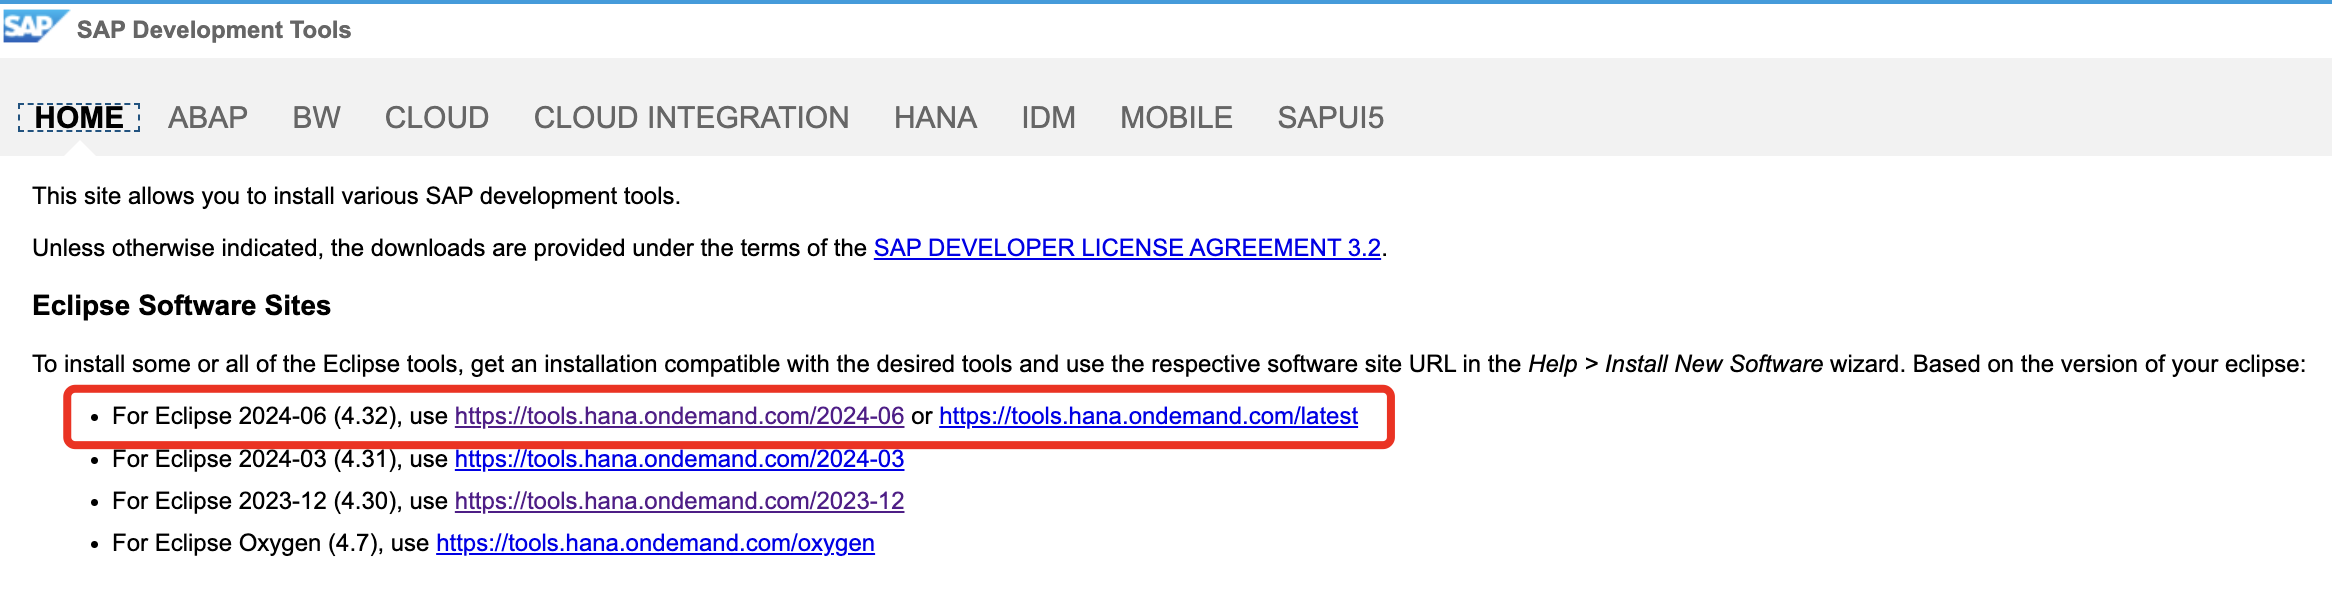 SAP SAP Development Tools
HOME ABAP BW CLOUD CLOUD INTEGRATION HANA IDM MOBILE SAPUI5
This site allows you to install various SAP development tools.
Unless otherwise indicated, the downloads are provided under the terms of the SAP DEVELOPER LICENSE AGREEMENT 3.2.
Eclipse Software Sites
To install some or all of the Eclipse tools, get an installation compatible with the desired tools and use the respective software site URL in the Help > Install New Software wizard. Based on the version of your eclipse:
• For Eclipse 2024-06 (4.32), use https://tools.hana.ondemand.com/2024-06 or https://tools.hana.ondemand.com/latest
• For Eclipse 2024-03 (4.31), use https://tools.hana.ondemand.com/2024-03
• For Eclipse 2023-12 (4.30), use https://tools.hana.ondemand.com/2023-12
• For Eclipse Oxygen (4.7), use https://tools.hana.ondemand.com/oxygen